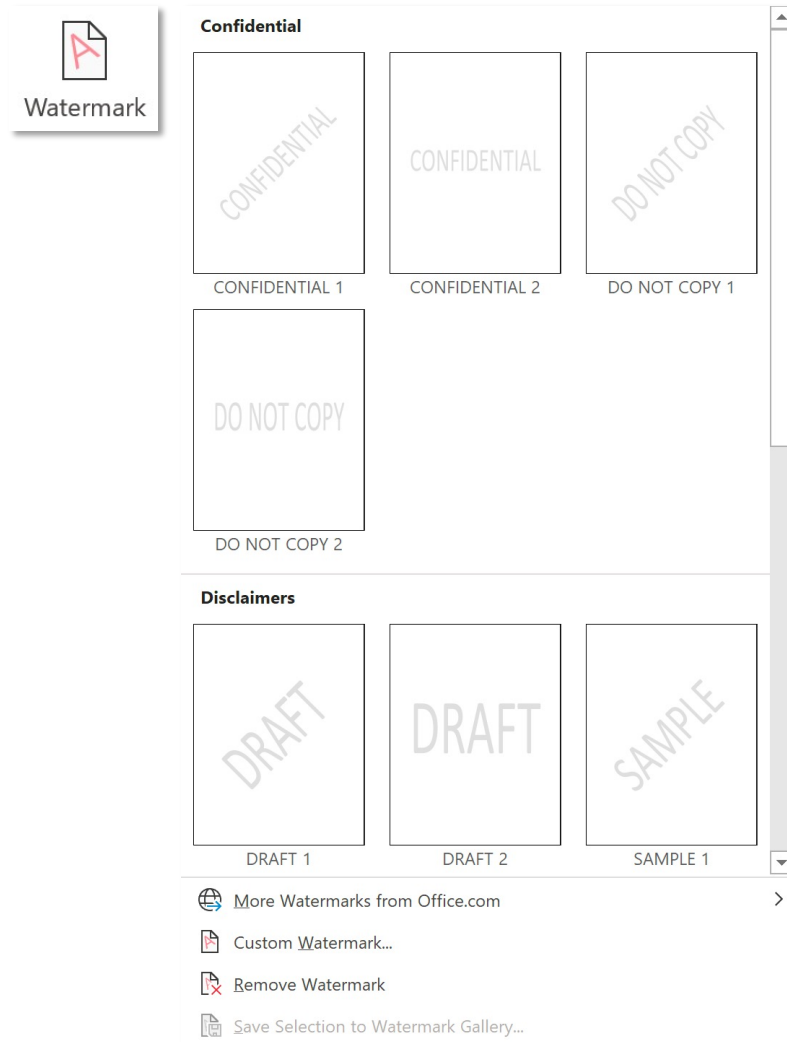 Watermark
Confidential
CONFIDENTIAL
CONFIDENTIAL
DO NOT COPY
CONFIDENTIAL 1
CONFIDENTIAL 2
DO NOT COPY 1
DO NOT COPY
DO NOT COPY 2
Disclaimers
DRAFT
DRAFT
SAMPLE
DRAFT 1
DRAFT 2
SAMPLE 1
More Watermarks from Office.com
Custom Watermark...
Remove Watermark
Save Selection to Watermark Gallery...